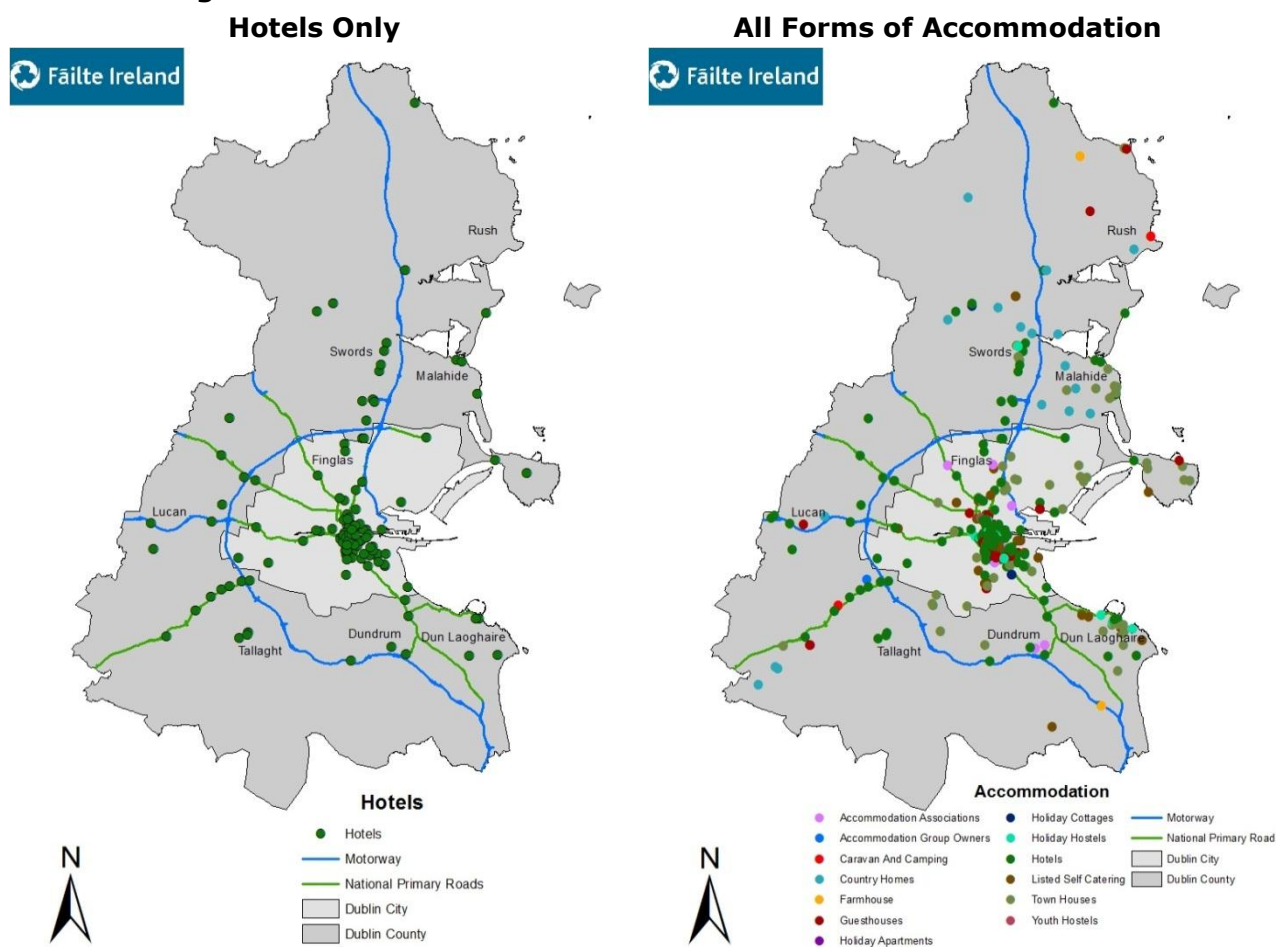 Hotels Only
All Forms of Accommodation
Fāilte Ireland
Fāilte Ireland
Rush
Swords
Malahide
Finglas
Lucan
Dundrum
Dun Laoghaire
Tallaght
Hotels
Hotels
Motorway
National Primary Roads
Dublin City
Dublin County
N
Rush
Swords
Malahide
Finglas
Lucan
Dundrum
Dun Laoghaire
Tallaght
Accommodation
Accommodation Associations
Accommodation Group Owners
Caravan And Camping
Country Homes
Farmhouse
Guesthouses
Holiday Apartments
Holiday Cottages
Holiday Hostels
Hotels
Listed Self Catering
Town Houses
Youth Hostels
Motorway
National Primary Road
Dublin City
Dublin County
N